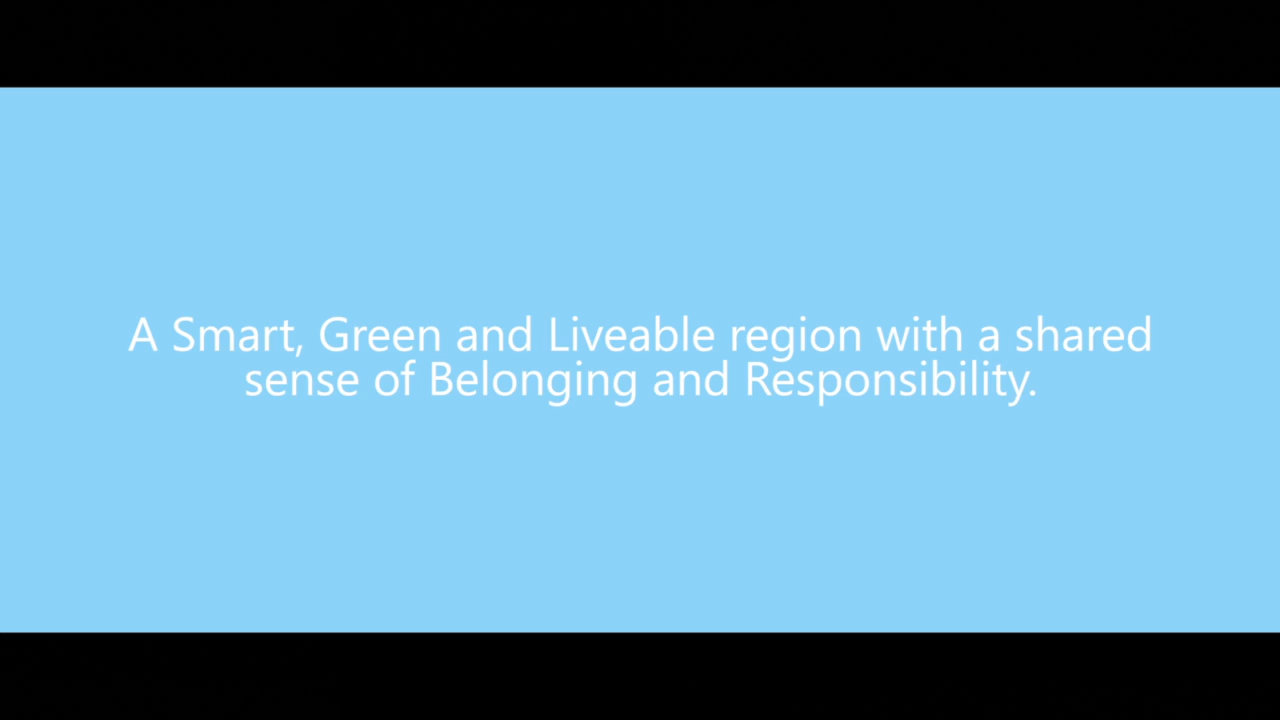 A Smart, Green and Liveable region with a shared
sense of Belonging and Responsibility.